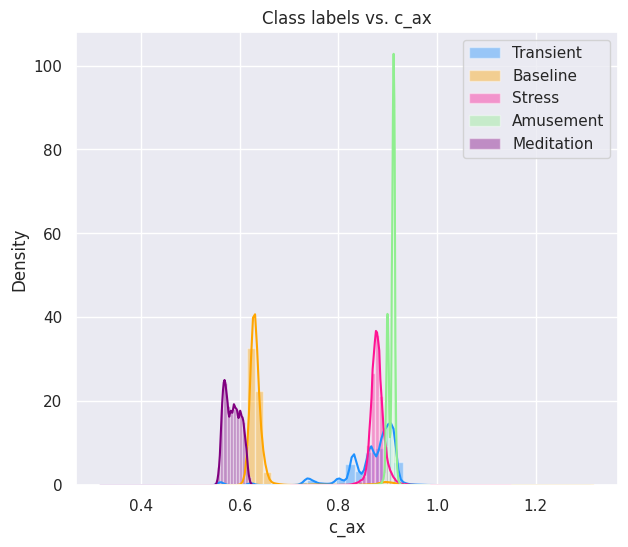 Class labels vs. c_ax
Transient
Baseline
Stress
Amusement
Meditation
100
80
60
40
20
0
Density
0.4 0.6 0.8 1.0 1.2
c_ax